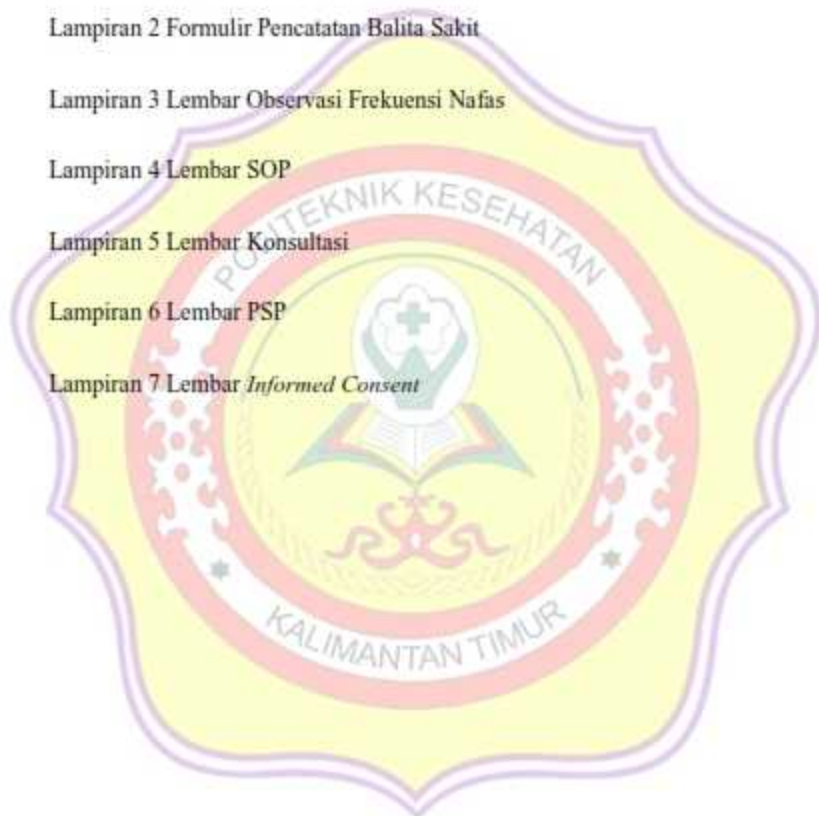 Lampiran 2 Formulir Pencatatan Balita Sakit
Lampiran 3 Lembar Observasi Frekuensi Nafas
Lampiran 4 Lembar SOP
Lampiran 5 Lembar Konsultasi
Lampiran 6 Lembar PSP
Lampiran 7 Lembar Informed Consent
POLITEKNIK KESEHATAN
KALIMANTAN TIMUR